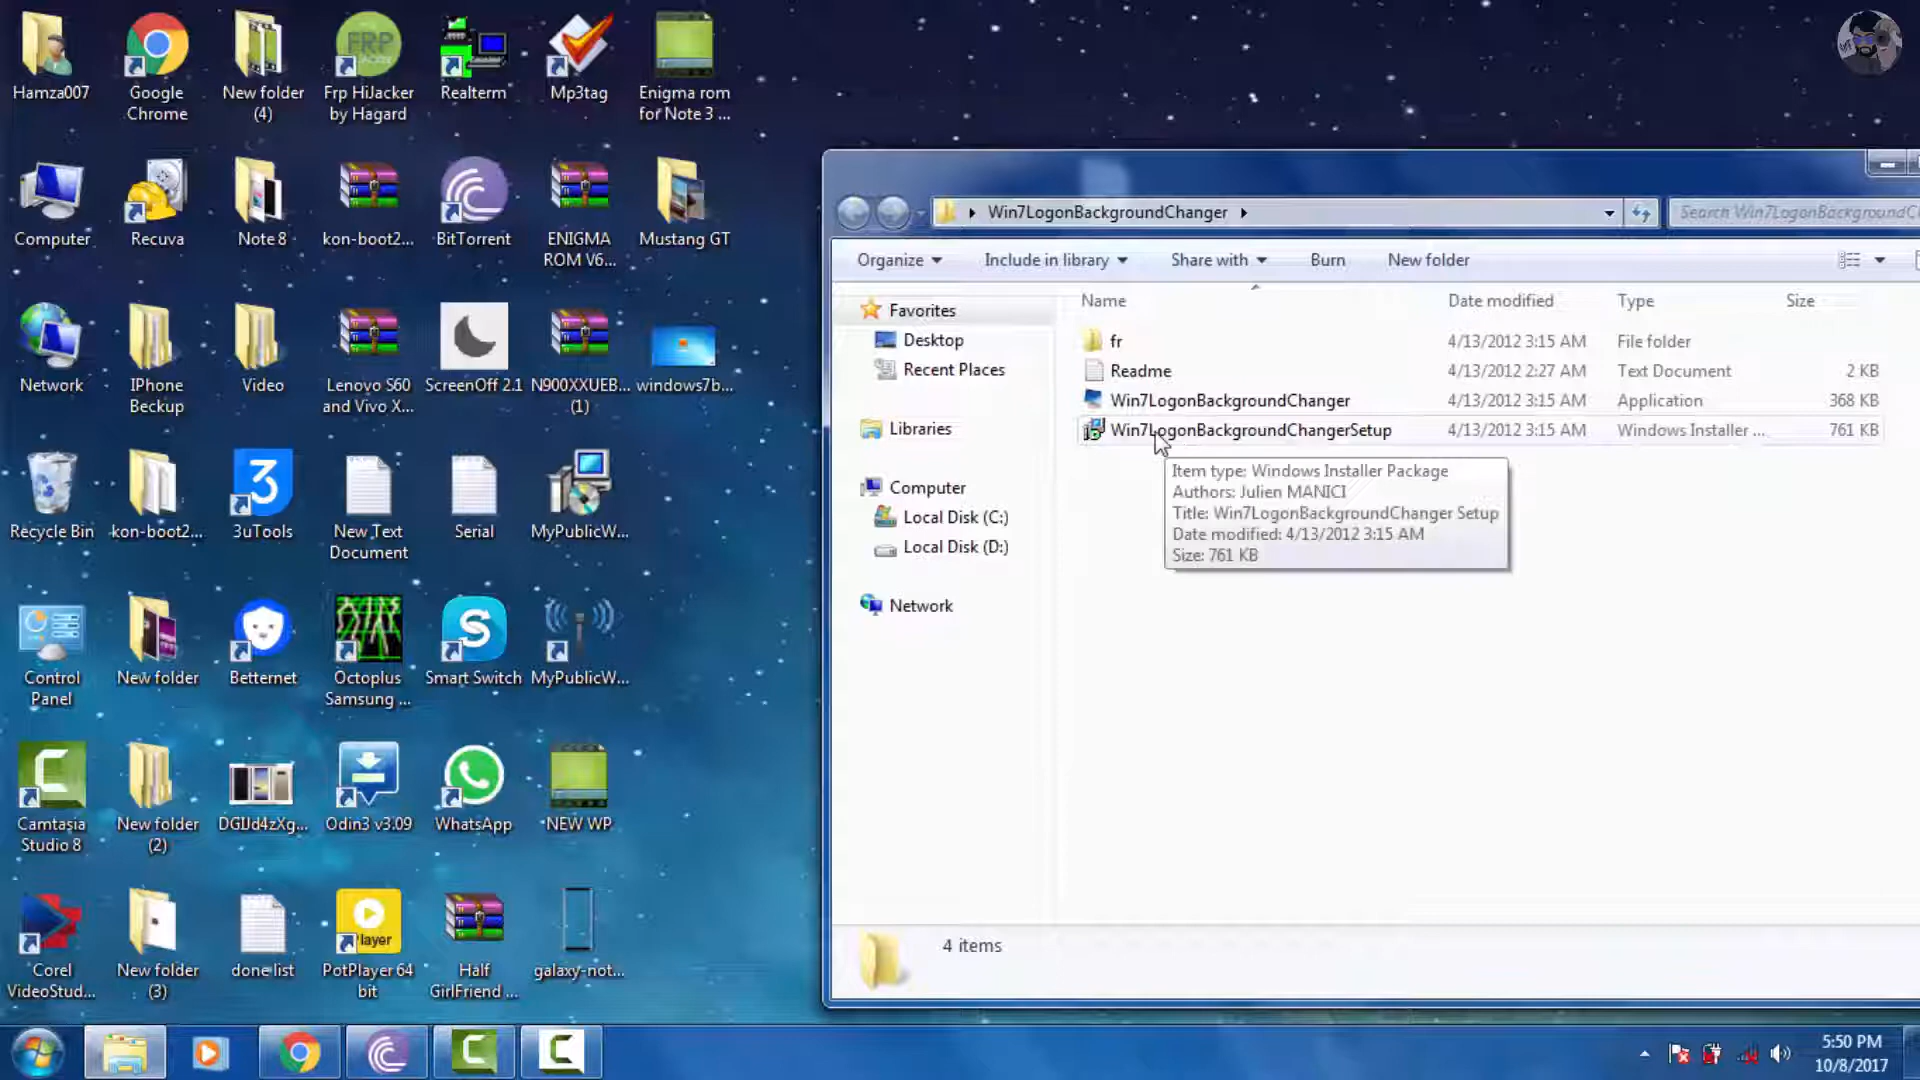 Hamza007
Google
Chrome
New folder
(4)
FRP
Frp HiJacker
by Hagard
Realterm
Mp3tag
Enigma rom
for Note 3 ...
Computer
Recuva
Note 8
kon-boot2...
BitTorrent
ENIGMA
ROM V6...
Mustang GT
Network
IPhone
Beckup
Video
Lenovo S60
and Vivo X...
ScreenOff 2.1
N900XXUEB...
(1)
windows7b...
Recycle Bin
kon-boot2...
3
3uTools
New Text
Document
Serial
MyPublicW...
Control
Panel
New folder
Betternet
Octoplus
Samsung ...
S
Smart Switch
MyPublicW...
Camtasia
Studio 8
New folder
(2)
DGIJd4zXg...
Odin3 v3.09
WhatsApp
NEW WP
Corel
VideoStud...
New folder
(3)
done list
Player
PotPlayer 64
bit
Half
GirlFriend ...
galaxy-not...
Win7LogonBackgroundChanger
Search Win7LogonBackgroundC
Organize
Include in library
Share with
Burn
New folder
Name
Date modified
Type
Size
Favorites
Desktop
Recent Places
Libraries
Computer
Local Disk (C:)
Local Disk (D:)
Network
fr 4/13/2012 3:15 AM File folder
Readme 4/13/2012 2:27 AM Text Document 2 KB
Win7LogonBackgroundChanger 4/13/2012 3:15 AM Application 368 KB
Win7LogonBackgroundChangerSetup 4/13/2012 3:15 AM Windows Installer ... 761 KB
Item type: Windows Installer Package
Authors: Julien MANICI
Title: Win7LogonBackgroundChanger Setup
Date modified: 4/13/2012 3:15 AM
Size: 761 KB
4 items
5:50 PM
10/8/2017